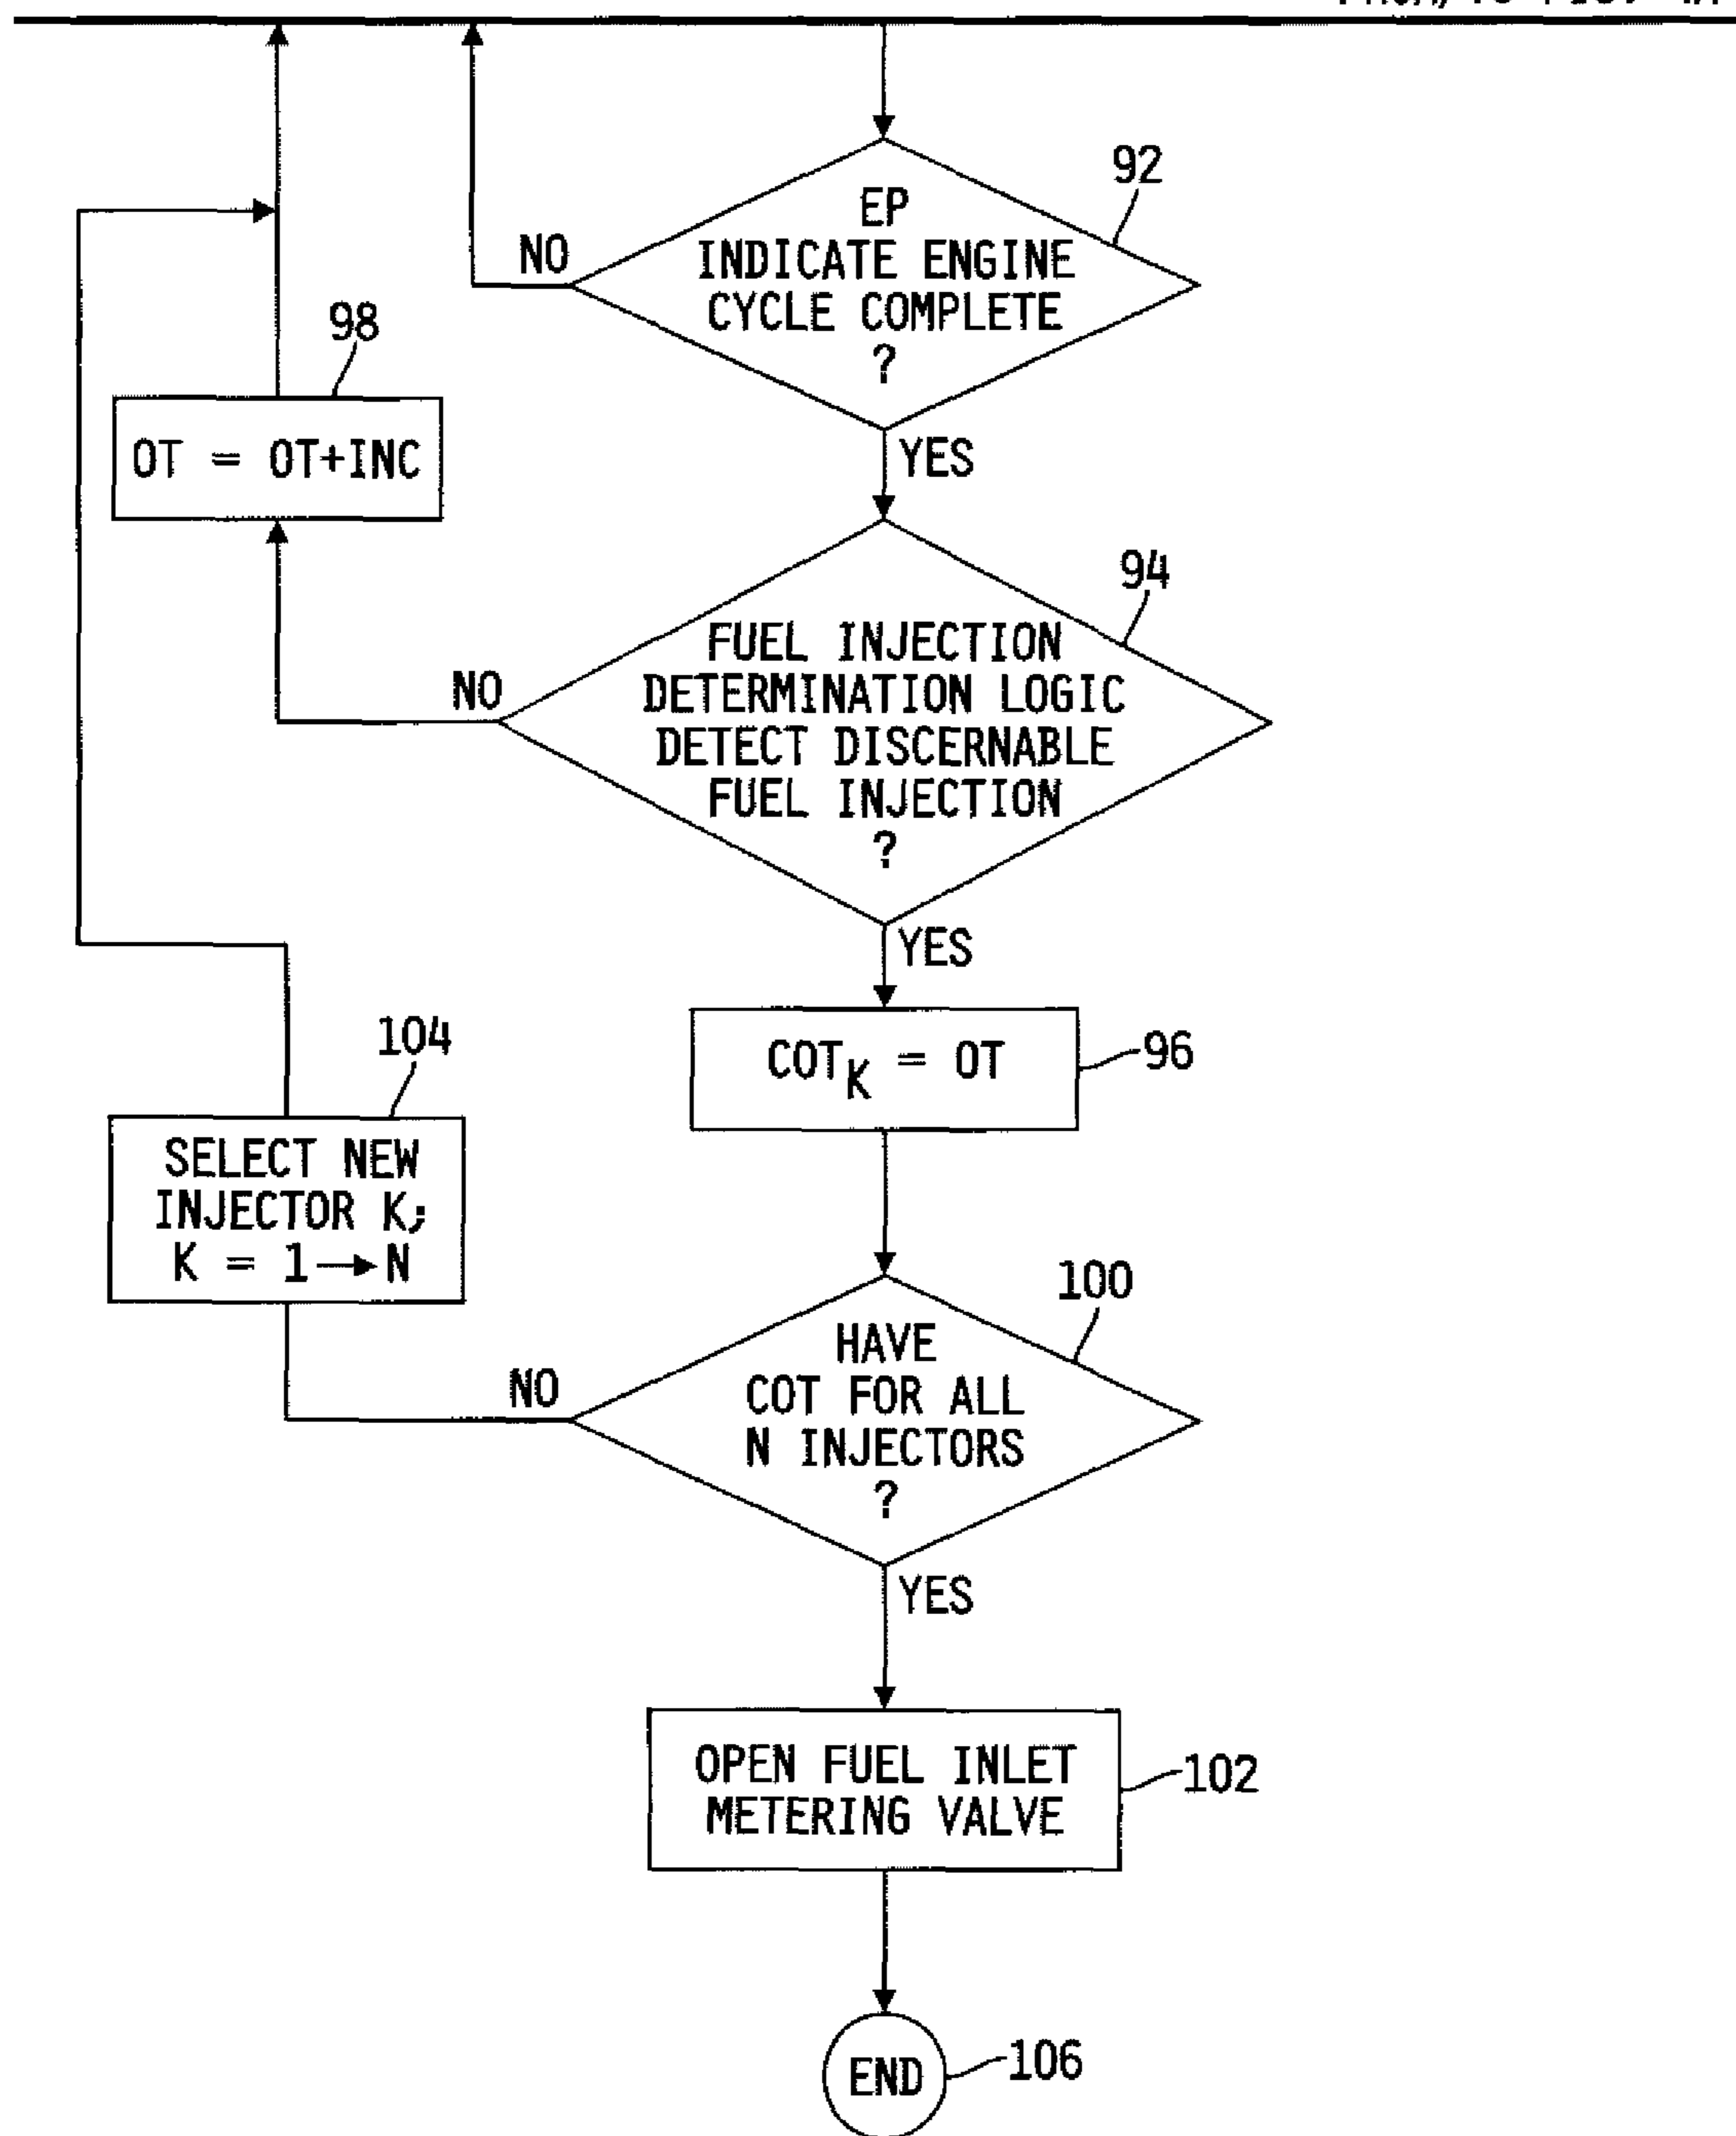 92
EP
INDICATE ENGINE
CYCLE COMPLETE
?
NO
YES
98
OT = OT+INC
94
FUEL INJECTION
DETERMINATION LOGIC
DETECT DISCERNABLE
FUEL INJECTION
?
NO
YES
96
COT_K = OT
104
SELECT NEW
INJECTOR K;
K = 1→N
100
HAVE
COT FOR ALL
N INJECTORS
?
NO
YES
OPEN FUEL INLET
METERING VALVE
102
END
106